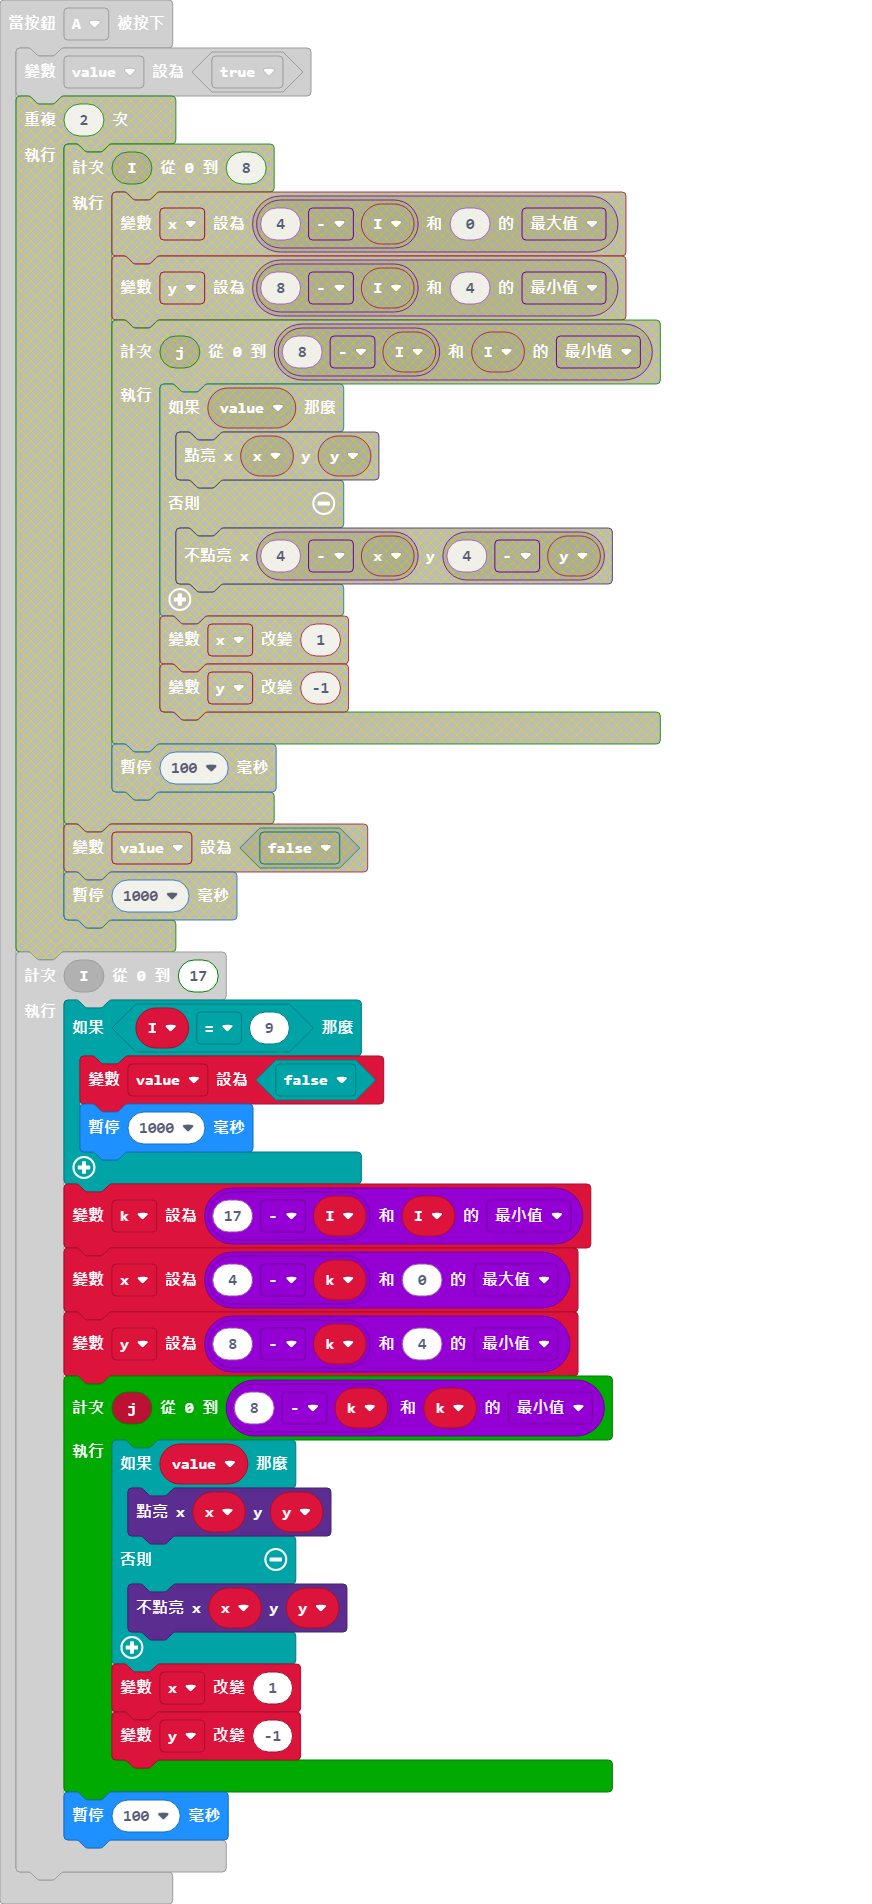 當按鈕 A 被按下
變數 value 設為 true
重複 2 次
執行
計次 I 從 0 到 8
執行
變數 x 設為 4 - I 和 0 的 最大值
變數 y 設為 8 - I 和 4 的 最小值
計次 j 從 0 到 8 - I 和 I 的 最小值
執行
如果 value 那麼
點亮 x x y y
否則
不點亮 x 4 - x y 4 - y
變數 x 改變 1
變數 y 改變 -1
暫停 100 毫秒
變數 value 設為 false
暫停 1000 毫秒
計次 I 從 0 到 17
執行
如果 I = 9 那麼
變數 value 設為 false
暫停 1000 毫秒
變數 k 設為 17 - I 和 I 的 最小值
變數 x 設為 4 - k 和 0 的 最大值
變數 y 設為 8 - k 和 4 的 最小值
計次 j 從 0 到 8 - k 和 k 的 最小值
執行
如果 value 那麼
點亮 x x y y
否則
不點亮 x x y y
變數 x 改變 1
變數 y 改變 -1
暫停 100 毫秒